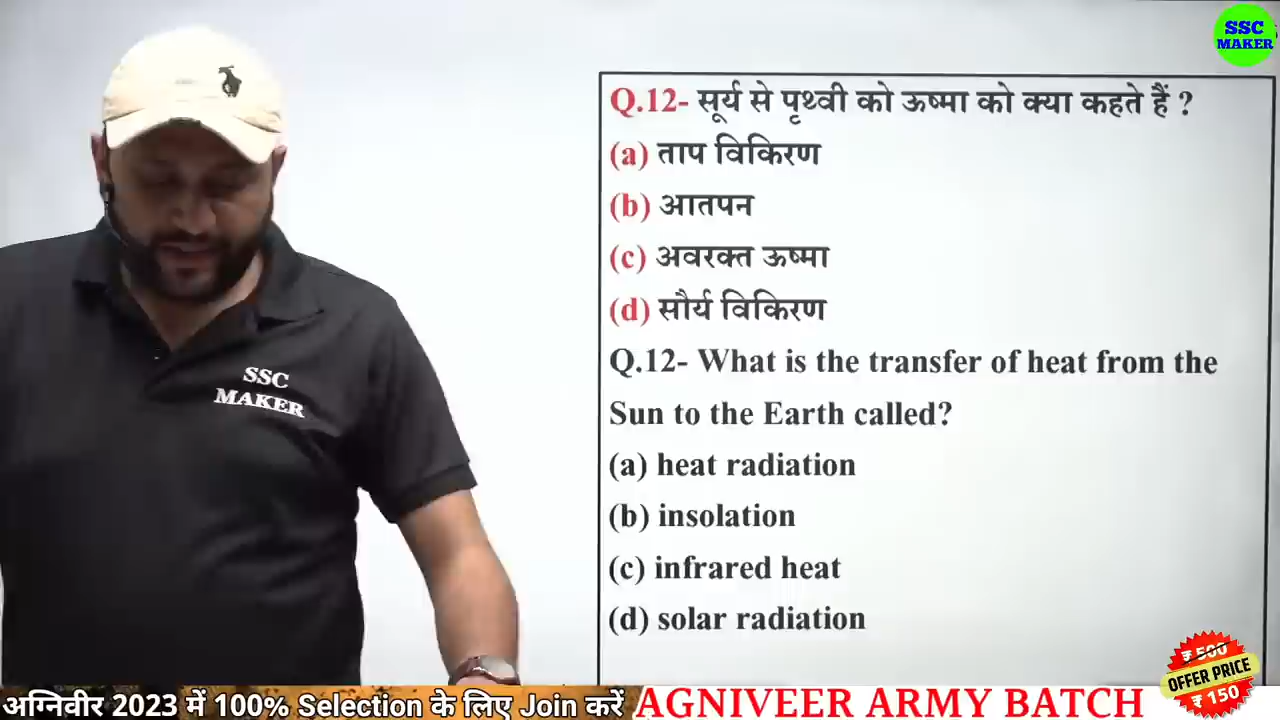 SSC
MAKER
Q.12- सूर्य से पृथ्वी को ऊष्मा को क्या कहते हैं ?
(a) ताप विकिरण
(b) आतपन
(c) अवरक्त ऊष्मा
(d) सौर्य विकिरण
Q.12- What is the transfer of heat from the
Sun to the Earth called?
(a) heat radiation
(b) insolation
(c) infrared heat
(d) solar radiation
SSC
MAKER
अग्निवीर 2023 में 100% Selection के लिए Join करें
AGNIVEER ARMY BATCH
₹ 500
OFFER PRICE
₹ 150